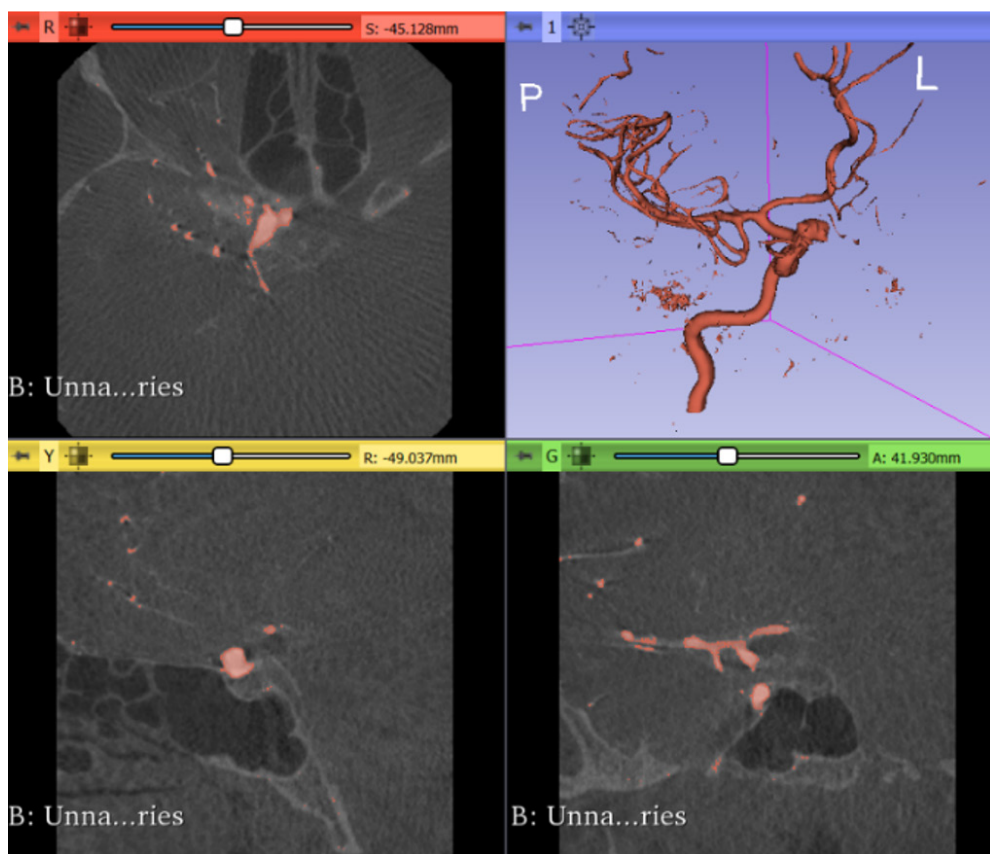 R S: -45.128mm
1
P L
B: Unna...ries
Y R: -49.037mm
G A: 41.930mm
B: Unna...ries
B: Unna...ries